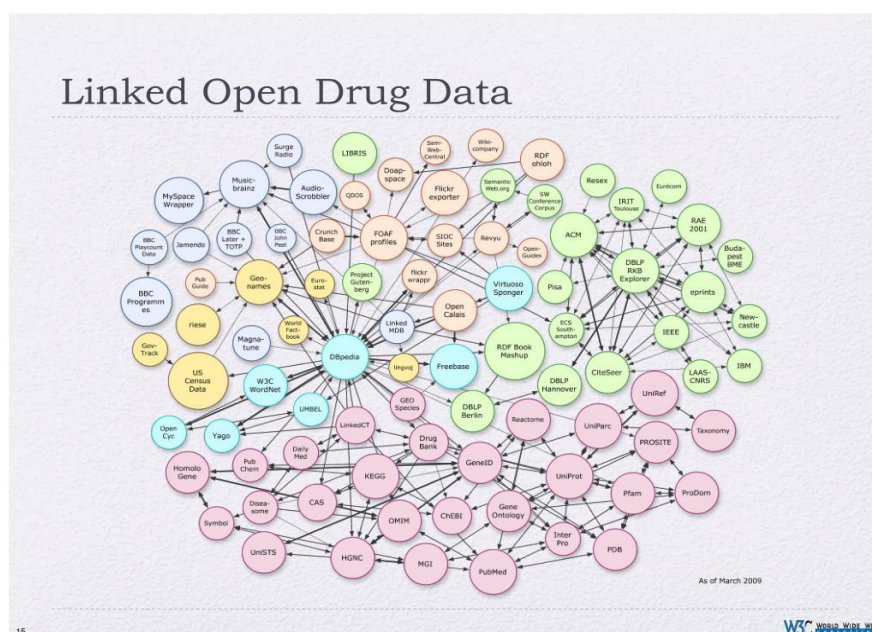 Linked Open Drug Data
Surge
Radio
LIBRIS
Sem-
Web-
Central
Wiki-
company
RDF
ohloh
Music-
brainz
Audio-
Scrobbler
Doap-
space
Flickr
exporter
Semantic
Web.org
SW
Conference
Corpus
Resex
IRIT
Toulouse
Eurécom
MySpace
Wrapper
QDOS
BBC
Playcount
Data
Jamendo
BBC
Later +
TOTP
BBC
John
Peel
Crunch
Base
FOAF
profiles
SIOC
Sites
Revyu
Open-
Guides
ACM
RAE
2001
DBLP
RKB
Explorer
Buda-
pest
BME
Pub
Guide
Geo-
names
Euro-
stat
Project
Guten-
berg
flickr
wrappr
Virtuoso
Sponger
Pisa
eprints
BBC
Programm
es
Open
Calais
riese
World
Fact-
book
Linked
MDB
RDF Book
Mashup
ECS
South-
ampton
IEEE
New-
castle
Gov-
Track
Magna-
tune
DBpedia
lingvoj
Freebase
CiteSeer
LAAS-
CNRS
IBM
US
Census
Data
W3C
WordNet
UMBEL
GEO
Species
DBLP
Berlin
DBLP
Hannover
UniRef
Open
Cyc
Yago
LinkedCT
Reactome
UniParc
Taxonomy
Daily
Med
Drug
Bank
PROSITE
Homolo
Gene
Pub
Chem
KEGG
GeneID
UniProt
Pfam
ProDom
Disea-
some
CAS
ChEBI
Gene
Ontology
Symbol
OMIM
Inter
Pro
PDB
UniSTS
HGNC
MGI
PubMed
As of March 2009
15
W3C WORLD WIDE